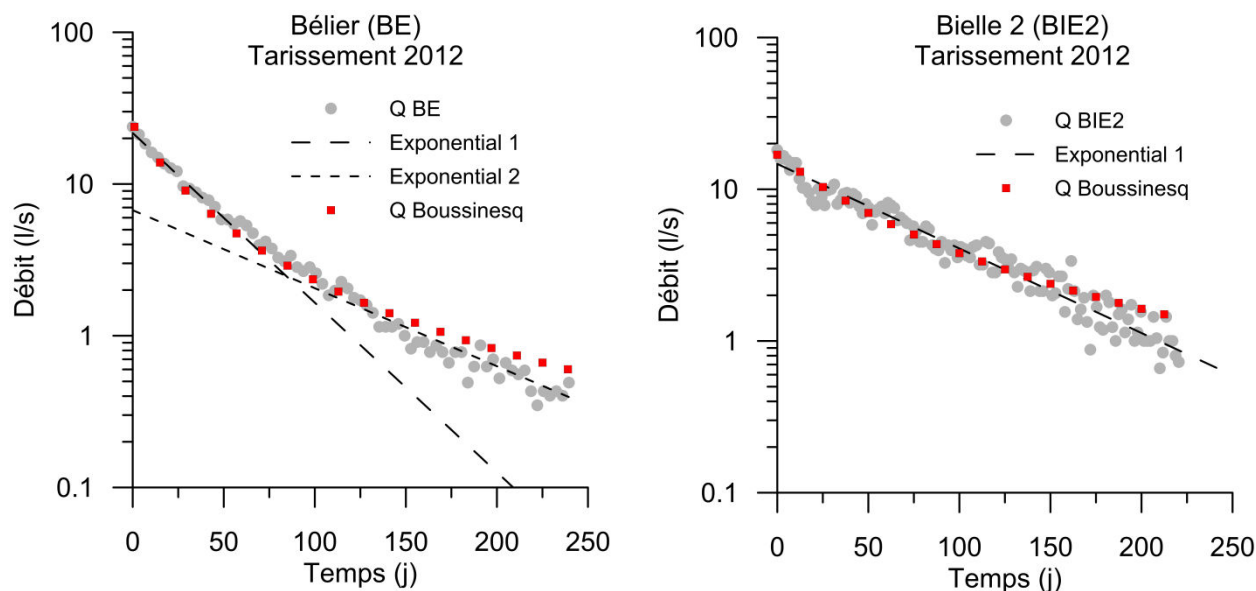 Bélier (BE)
Tarissement 2012
100
10
1
0.1
Débit (l/s)
Q BE
Exponential 1
Exponential 2
Q Boussinesq
0 50 100 150 200 250
Temps (j)
Bielle 2 (BIE2)
Tarissement 2012
100
10
1
0.1
Débit (l/s)
Q BIE2
Exponential 1
Q Boussinesq
0 50 100 150 200 250
Temps (j)